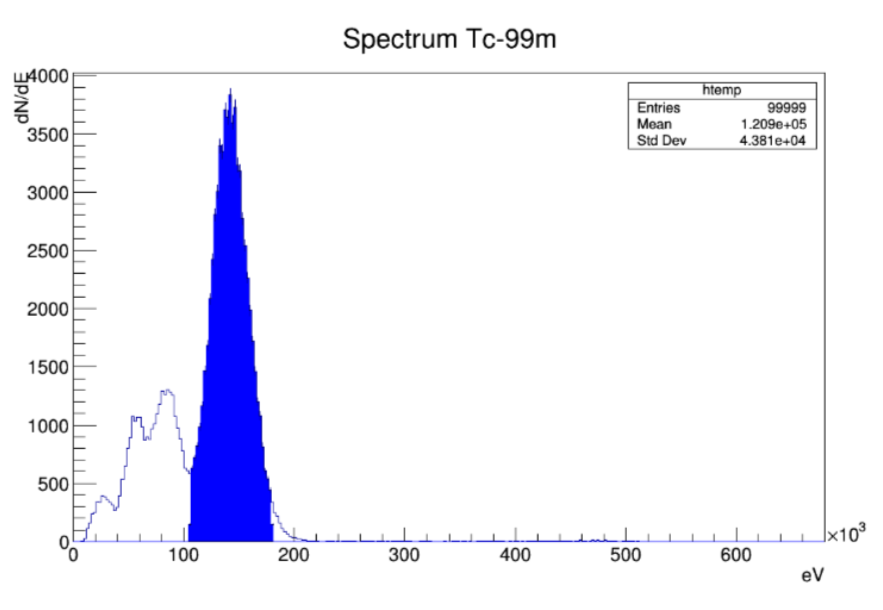 Spectrum Tc-99m
dN/dE
htemp
Entries 99999
Mean 1.209e+05
Std Dev 4.381e+04
4000
3500
3000
2500
2000
1500
1000
500
0
0 100 200 300 400 500 600 ×10³
eV